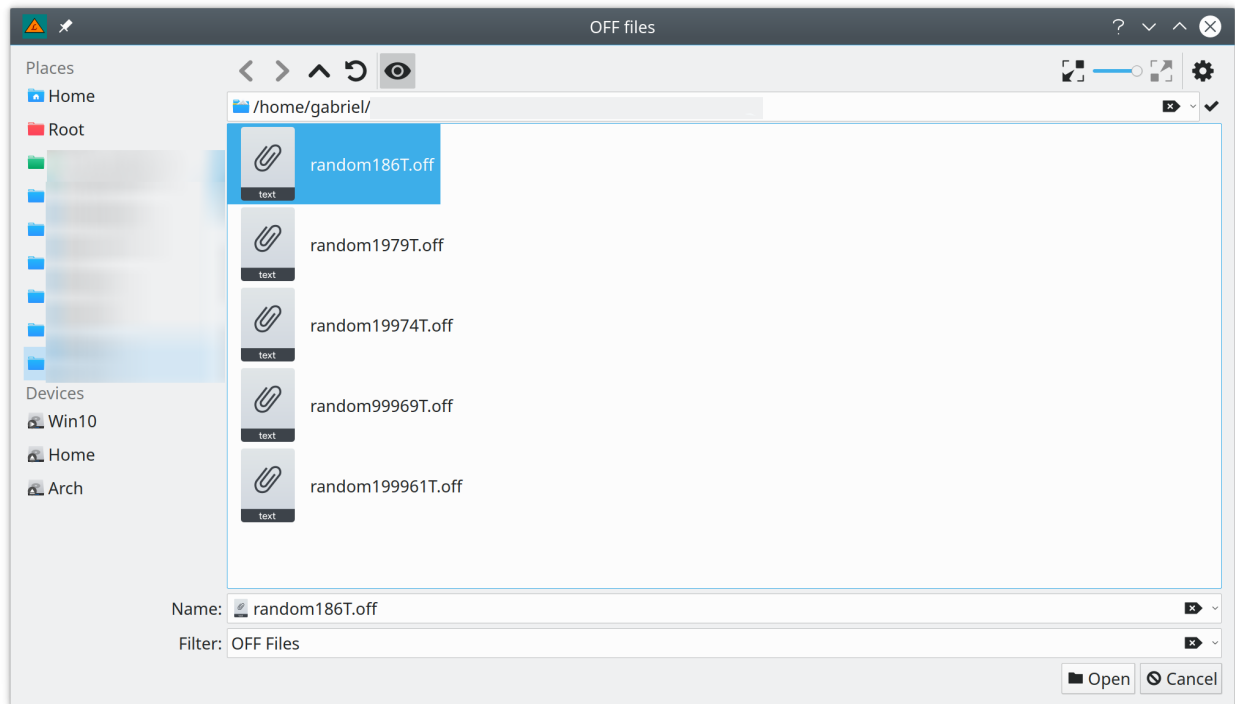 OFF files
Places
Home
Root
Devices
Win10
Home
Arch
/home/gabriel/
text
random186T.off
text
random1979T.off
text
random19974T.off
text
random99969T.off
text
random199961T.off
Name: random186T.off
Filter: OFF Files
Open Cancel